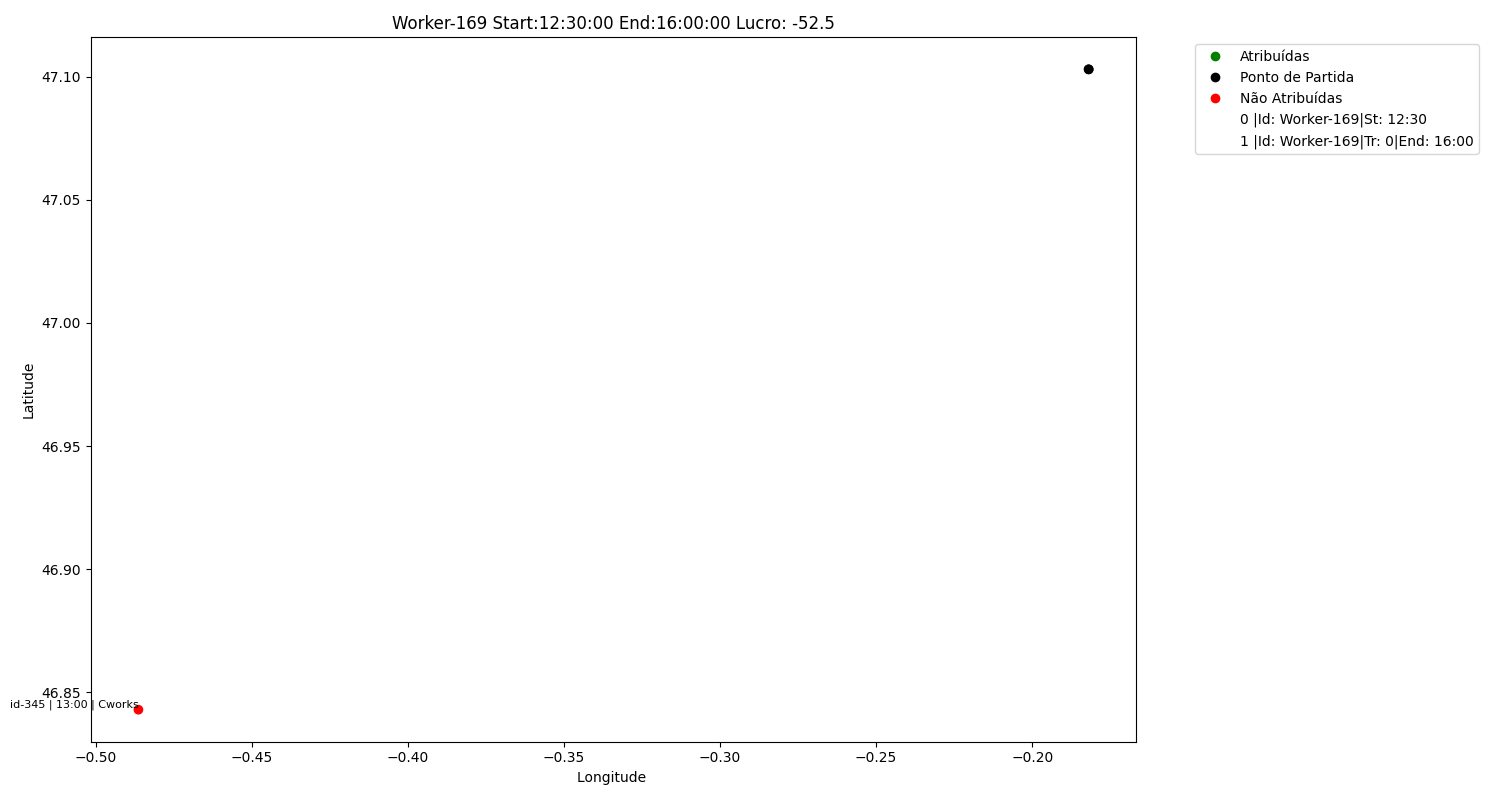 Worker-169 Start:12:30:00 End:16:00:00 Lucro: -52.5
Atribuídas
Ponto de Partida
Não Atribuídas
0 |Id: Worker-169|St: 12:30
1 |Id: Worker-169|Tr: 0|End: 16:00
47.10
47.05
47.00
46.95
46.90
46.85
Latitude
id-345 | 13:00 | Cworks
−0.50
−0.45
−0.40
−0.35
−0.30
−0.25
−0.20
Longitude